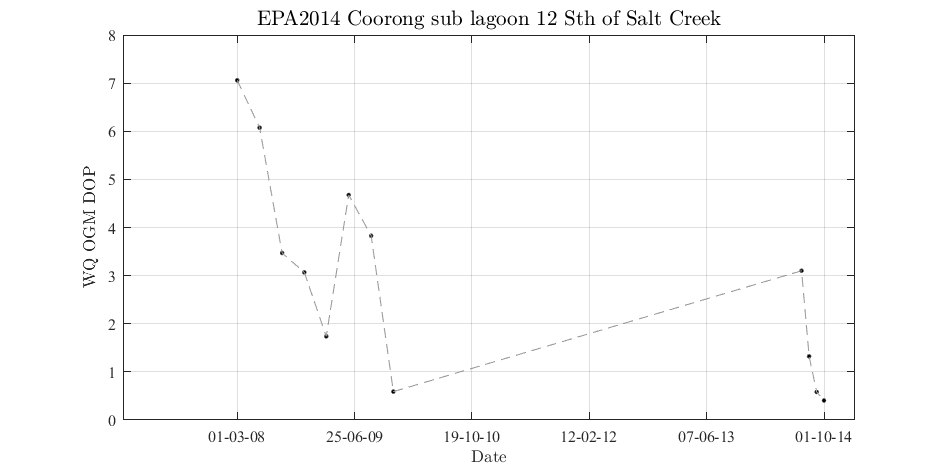 EPA2014 Coorong sub lagoon 12 Sth of Salt Creek
8
7
6
5
4
3
2
1
0
WQ OGM DOP
01-03-08 25-06-09 19-10-10 12-02-12 07-06-13 01-10-14
Date